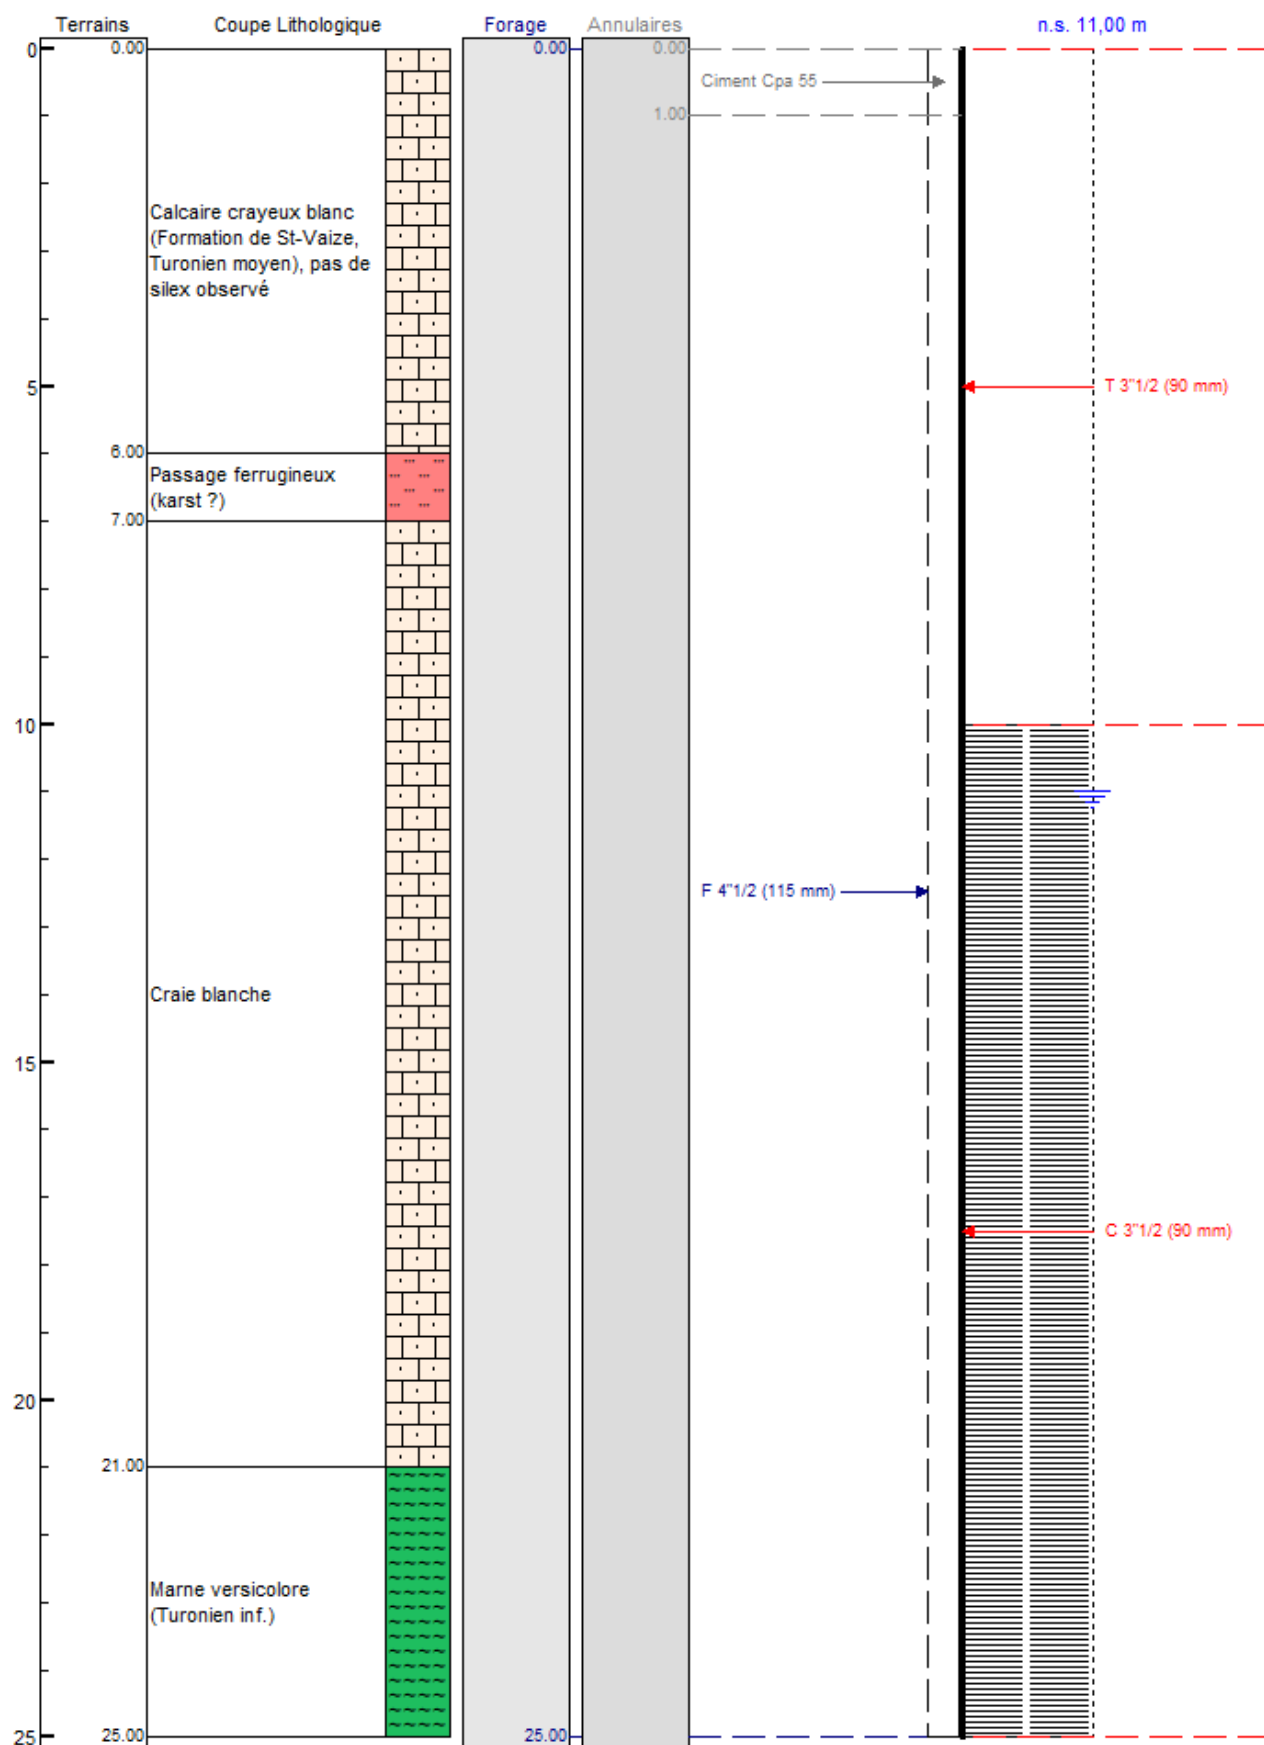 Terrains
Coupe Lithologique
Forage
Annulaires
n.s. 11,00 m
0
0.00
0.00
0.00
Ciment Cpa 55
1.00
Calcaire crayeux blanc
(Formation de St-Vaize,
Turonien moyen), pas de
silex observé
5
T 3"1/2 (90 mm)
6.00
Passage ferrugineux
(karst ?)
7.00
10
F 4"1/2 (115 mm)
Craie blanche
15
C 3"1/2 (90 mm)
20
21.00
Marne versicolore
(Turonien inf.)
25
25.00
25.00